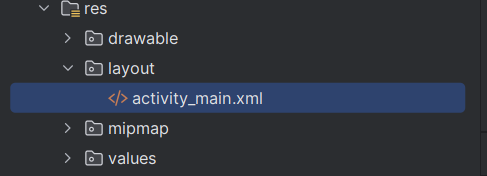 res
drawable
layout
activity_main.xml
mipmap
values